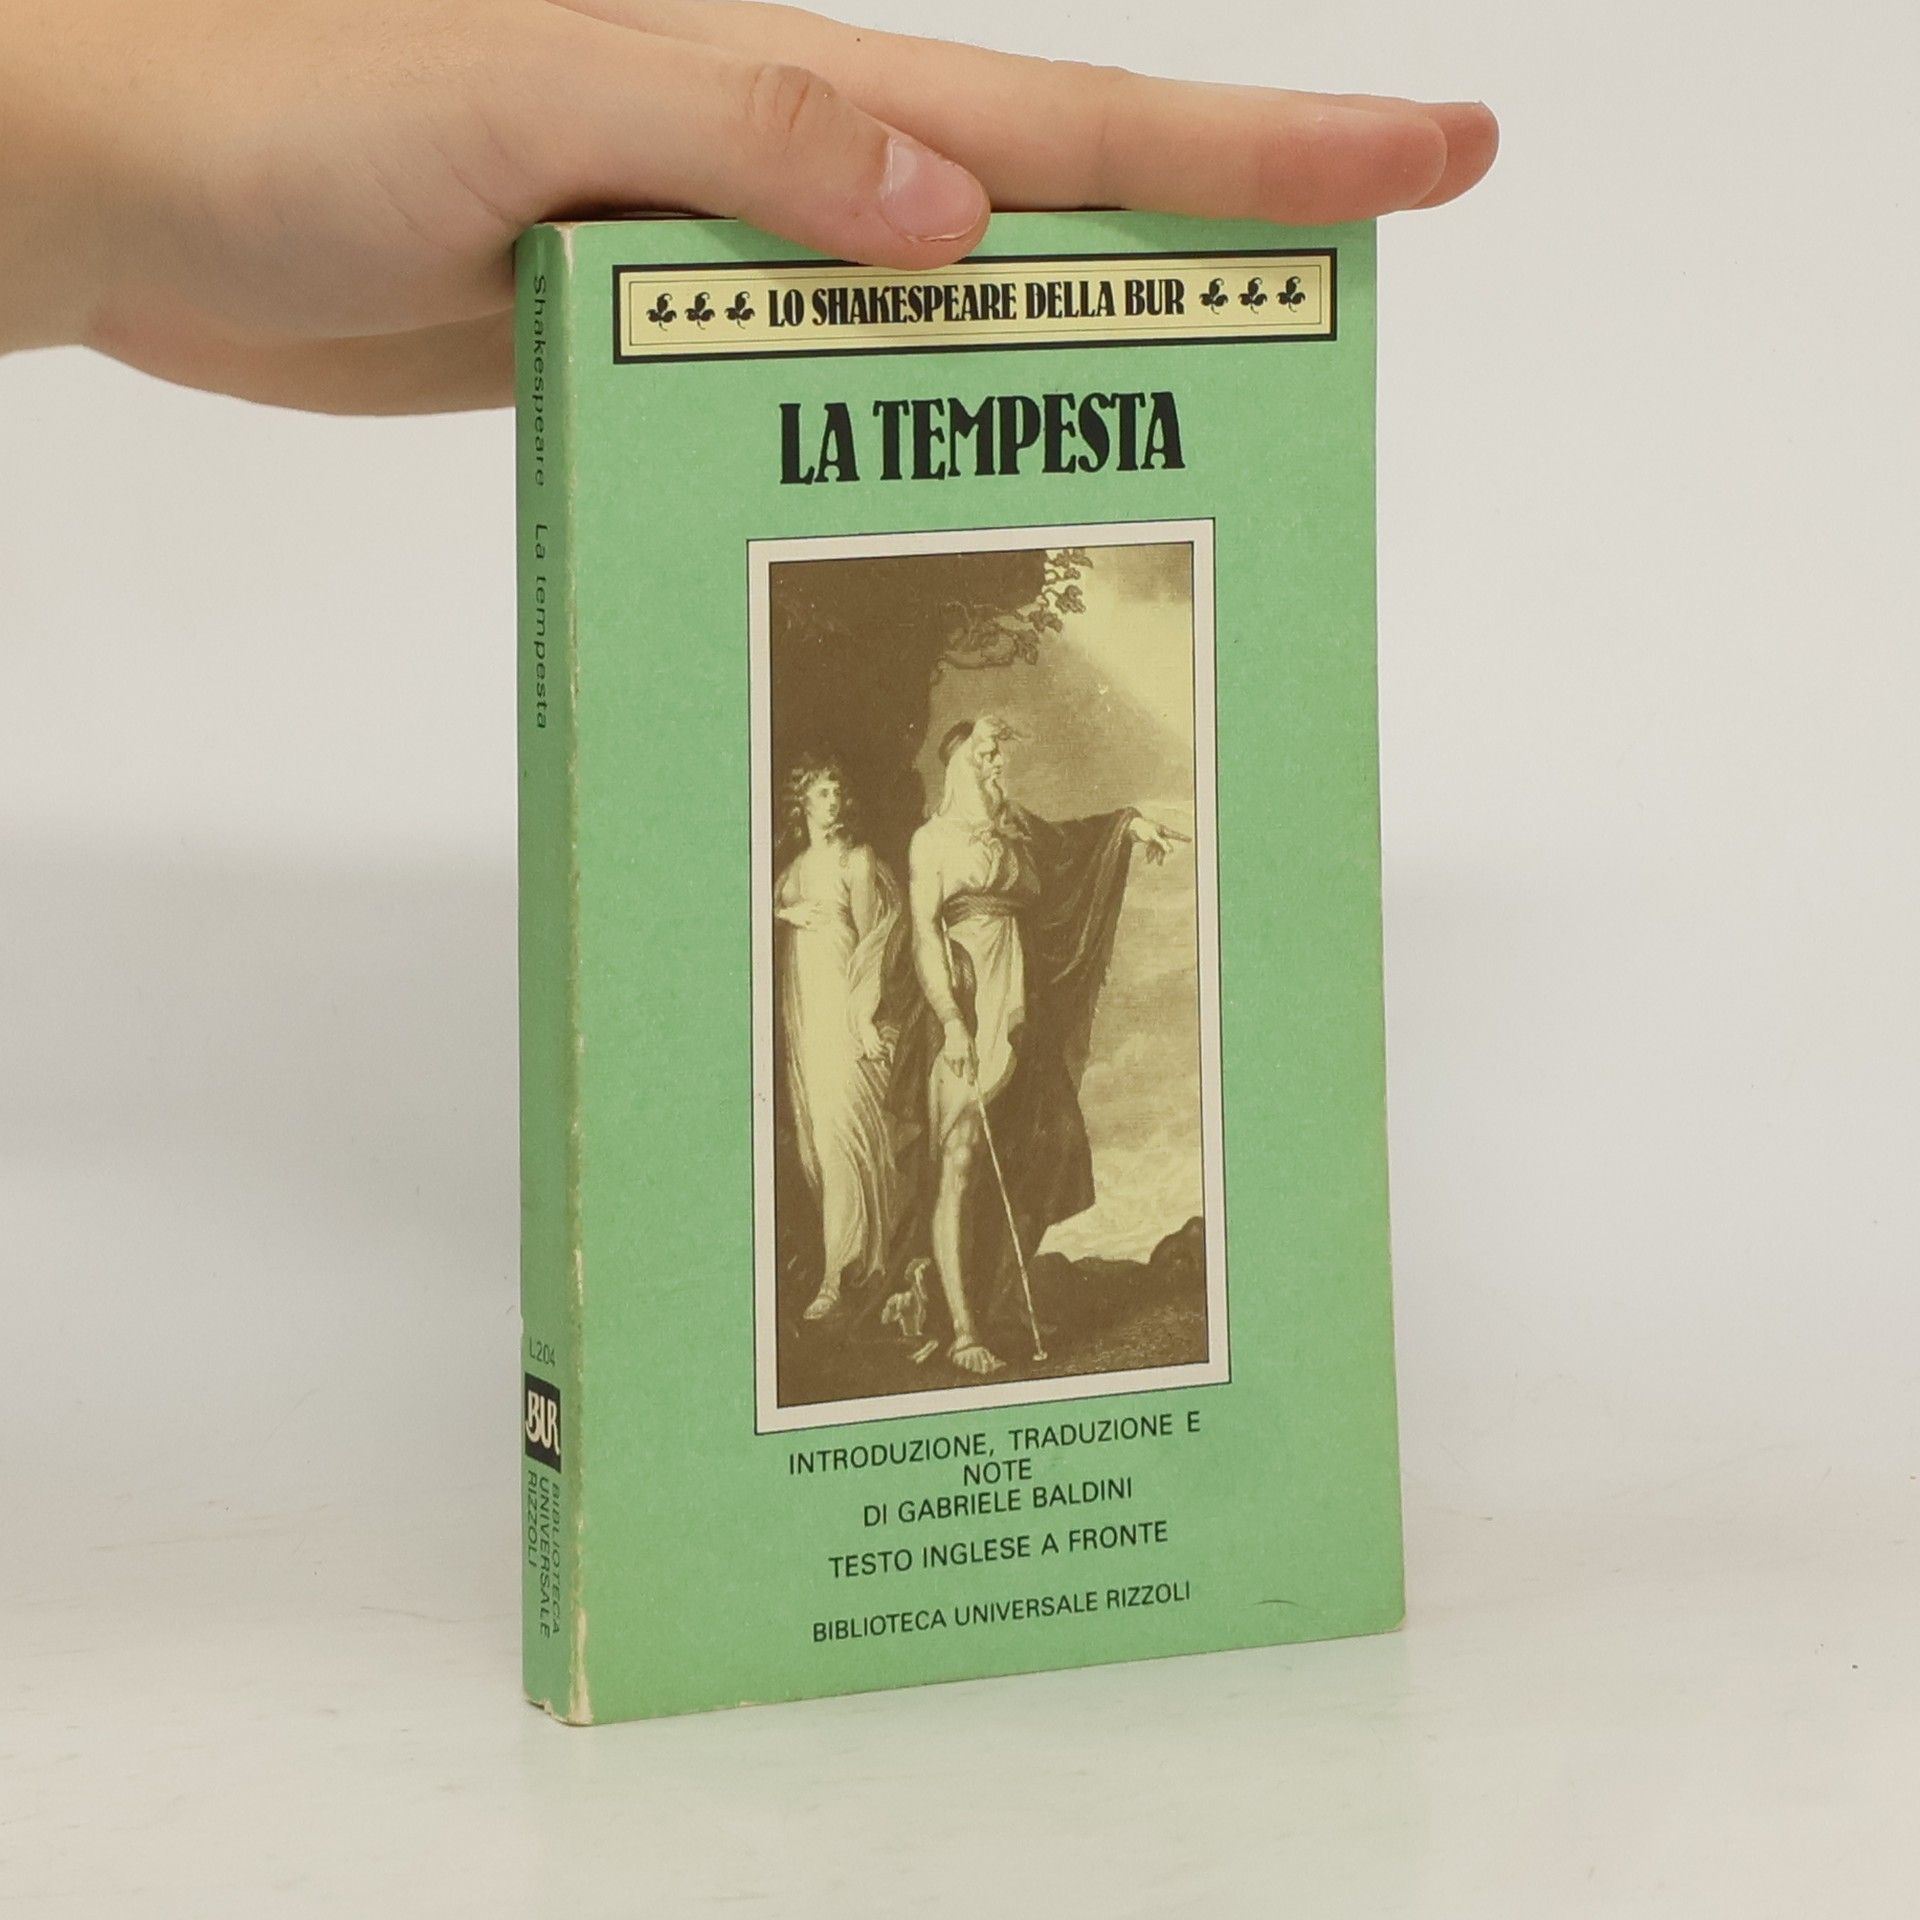 LO SHAKESPEARE DELLA BUR
LA TEMPESTA
INTRODUZIONE, TRADUZIONE E
NOTE
DI GABRIELE BALDINI
TESTO INGLESE A FRONTE
BIBLIOTECA UNIVERSALE RIZZOLI
Shakespeare La tempesta
L204
BUR
BIBLIOTECA
UNIVERSALE
RIZZOLI